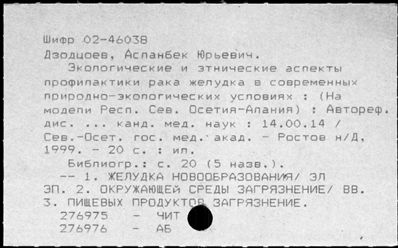 Шифр 02-46038
Дзодцоев, Асланбек Юрьевич.
Экологические и этнические аспекты
профилактики рака желудка в современных
природно-экологических условиях : (На
модели Респ. Сев. Осетия-Алания) : Автореф.
дис. ... канд. мед. наук : 14.00.14 /
Сев.-Осет. гос. мед. акад. - Ростов н/Д,
1999. - 20 с. : ил.
Библиогр.: с. 20 (5 назв.).
-- 1. ЖЕЛУДКА НОВООБРАЗОВАНИЯ/ ЭЛ
ЭП. 2. ОКРУЖАЮЩЕЙ СРЕДЫ ЗАГРЯЗНЕНИЕ/ ВВ.
3. ПИЩЕВЫХ ПРОДУКТОВ ЗАГРЯЗНЕНИЕ.
276975 - ЧИТ
276976 - АБ